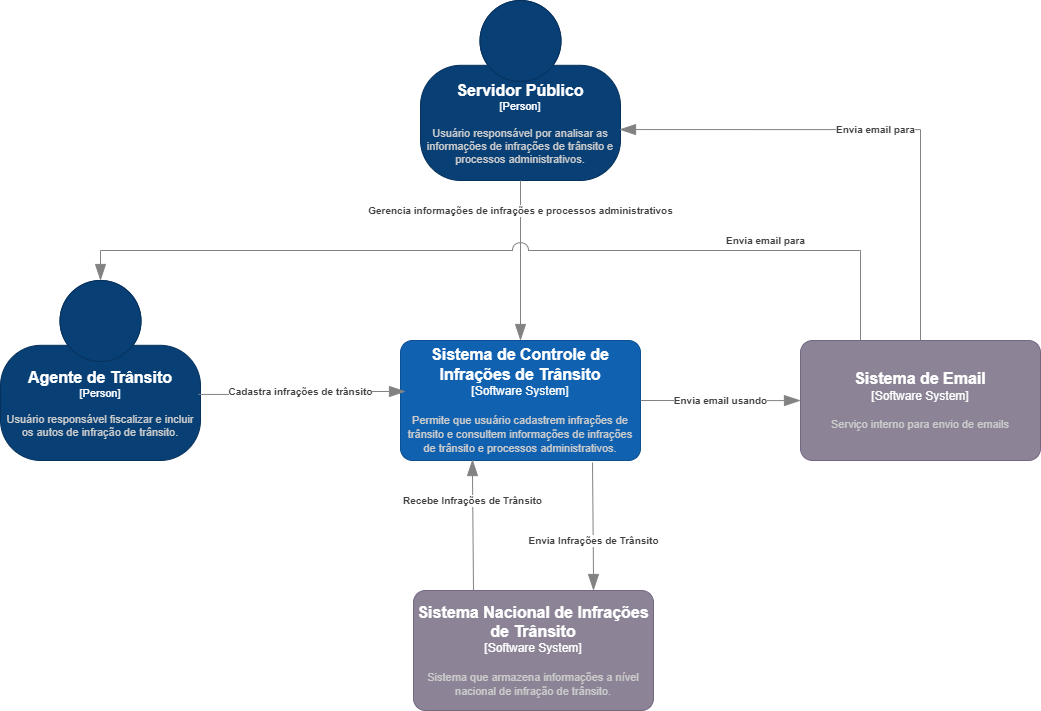 Servidor Público
[Person]
Usuário responsável por analisar as
informações de infrações de trânsito e
processos administrativos.
Envia email para
Gerencia informações de infrações e processos administrativos
Envia email para
Agente de Trânsito
[Person]
Usuário responsável fiscalizar e incluir
os autos de infração de trânsito.
Cadastra infrações de trânsito
Sistema de Controle de
Infrações de Trânsito
[Software System]
Permite que usuário cadastrem infrações de
trânsito e consultem informações de infrações
de trânsito e processos administrativos.
Envia email usando
Sistema de Email
[Software System]
Serviço interno para envio de emails
Recebe Infrações de Trânsito
Envia Infrações de Trânsito
Sistema Nacional de Infrações
de Trânsito
[Software System]
Sistema que armazena informações a nível
nacional de infração de trânsito.